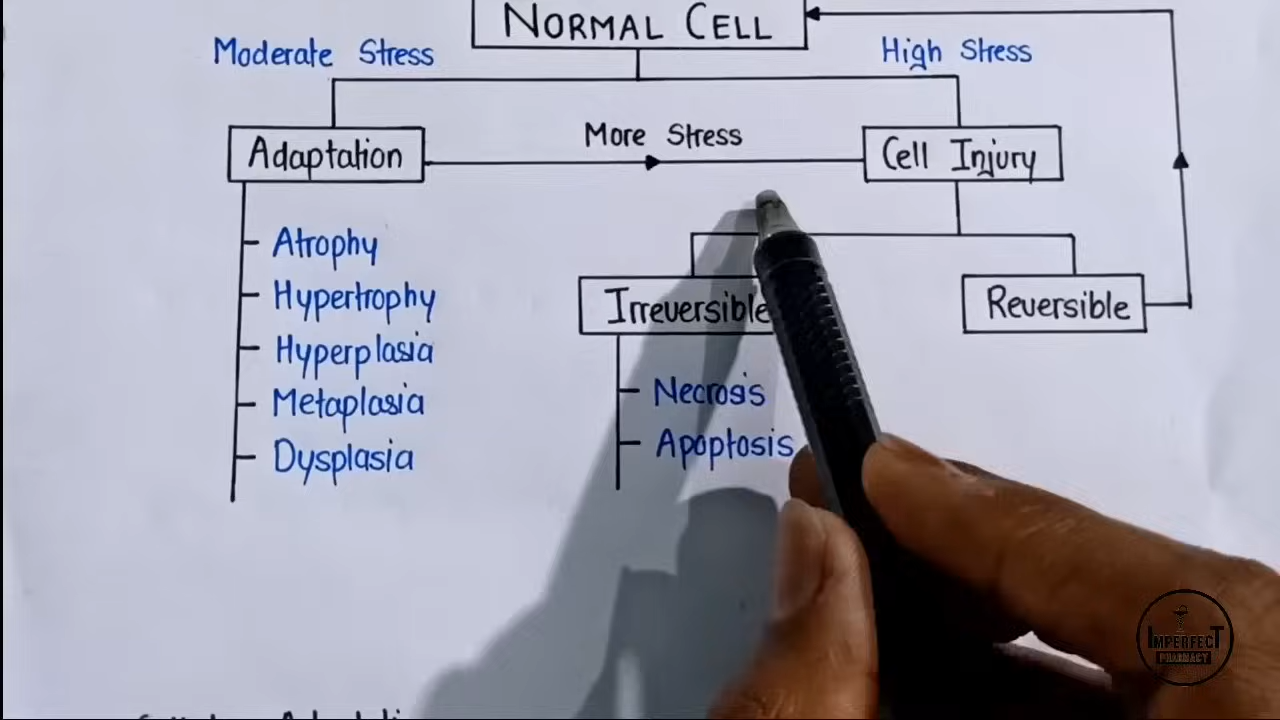 NORMAL CELL
Moderate Stress
High Stress
More Stress
Adaptation
Cell Injury
Atrophy
Hypertrophy
Hyperplasia
Metaplasia
Dysplasia
Irreversible
Reversible
Necrosis
Apoptosis
IMPERFECT
PHARMACY